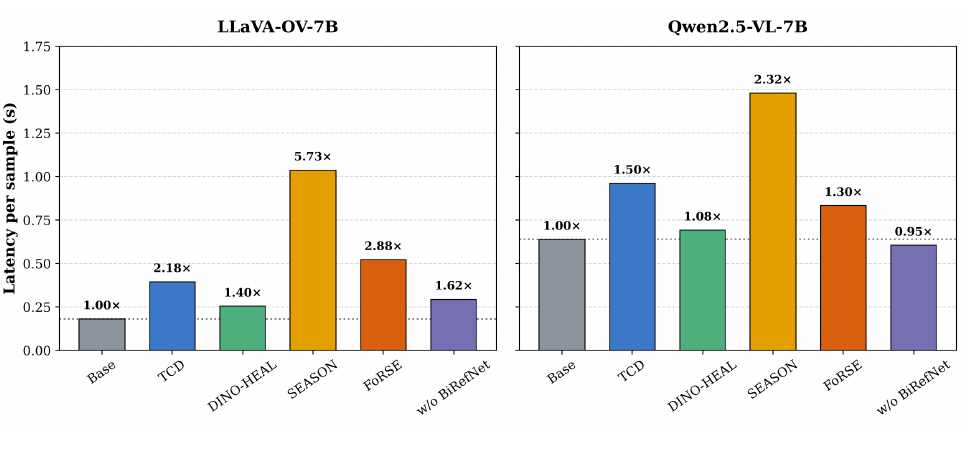 LLaVA-OV-7B
Qwen2.5-VL-7B
Latency per sample (s)
1.75
1.50
1.25
1.00
0.75
0.50
0.25
0.00
1.00×
2.18×
1.40×
5.73×
2.88×
1.62×
1.00×
1.50×
1.08×
2.32×
1.30×
0.95×
Base
TCD
DINO-HEAL
SEASON
FoRSE
w/o BiRefNet
Base
TCD
DINO-HEAL
SEASON
FoRSE
w/o BiRefNet